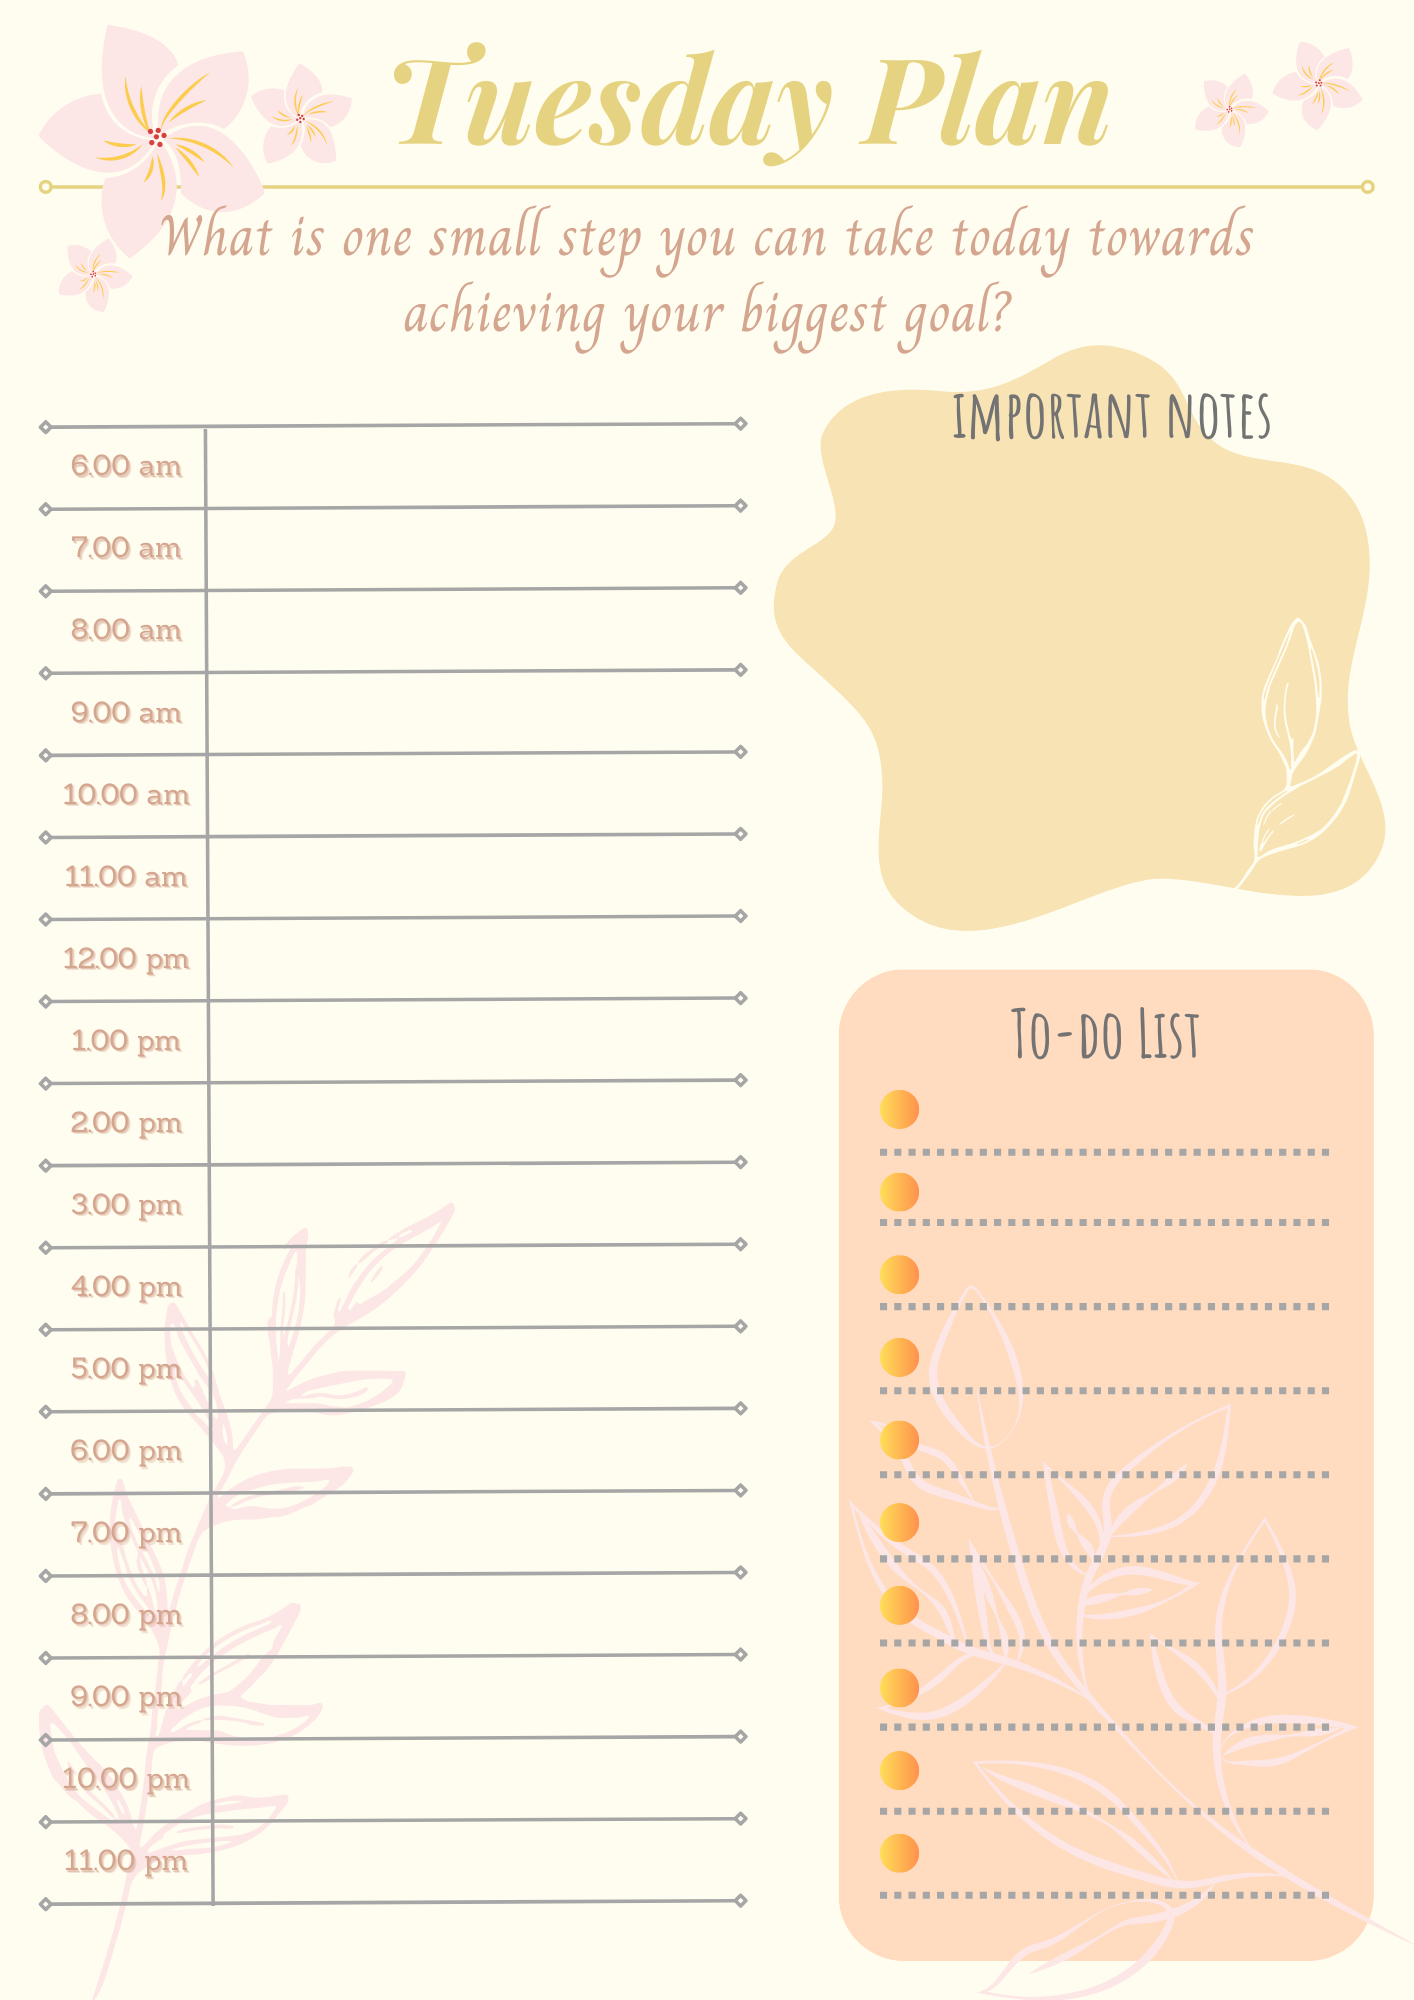 Tuesday Plan
What is one small step you can take today towards
achieving your biggest goal?
6.00 am
7.00 am
8.00 am
9.00 am
10.00 am
11.00 am
12.00 pm
1.00 pm
2.00 pm
3.00 pm
4.00 pm
5.00 pm
6.00 pm
7.00 pm
8.00 pm
9.00 pm
10.00 pm
11.00 pm
IMPORTANT NOTES
TO-DO LIST